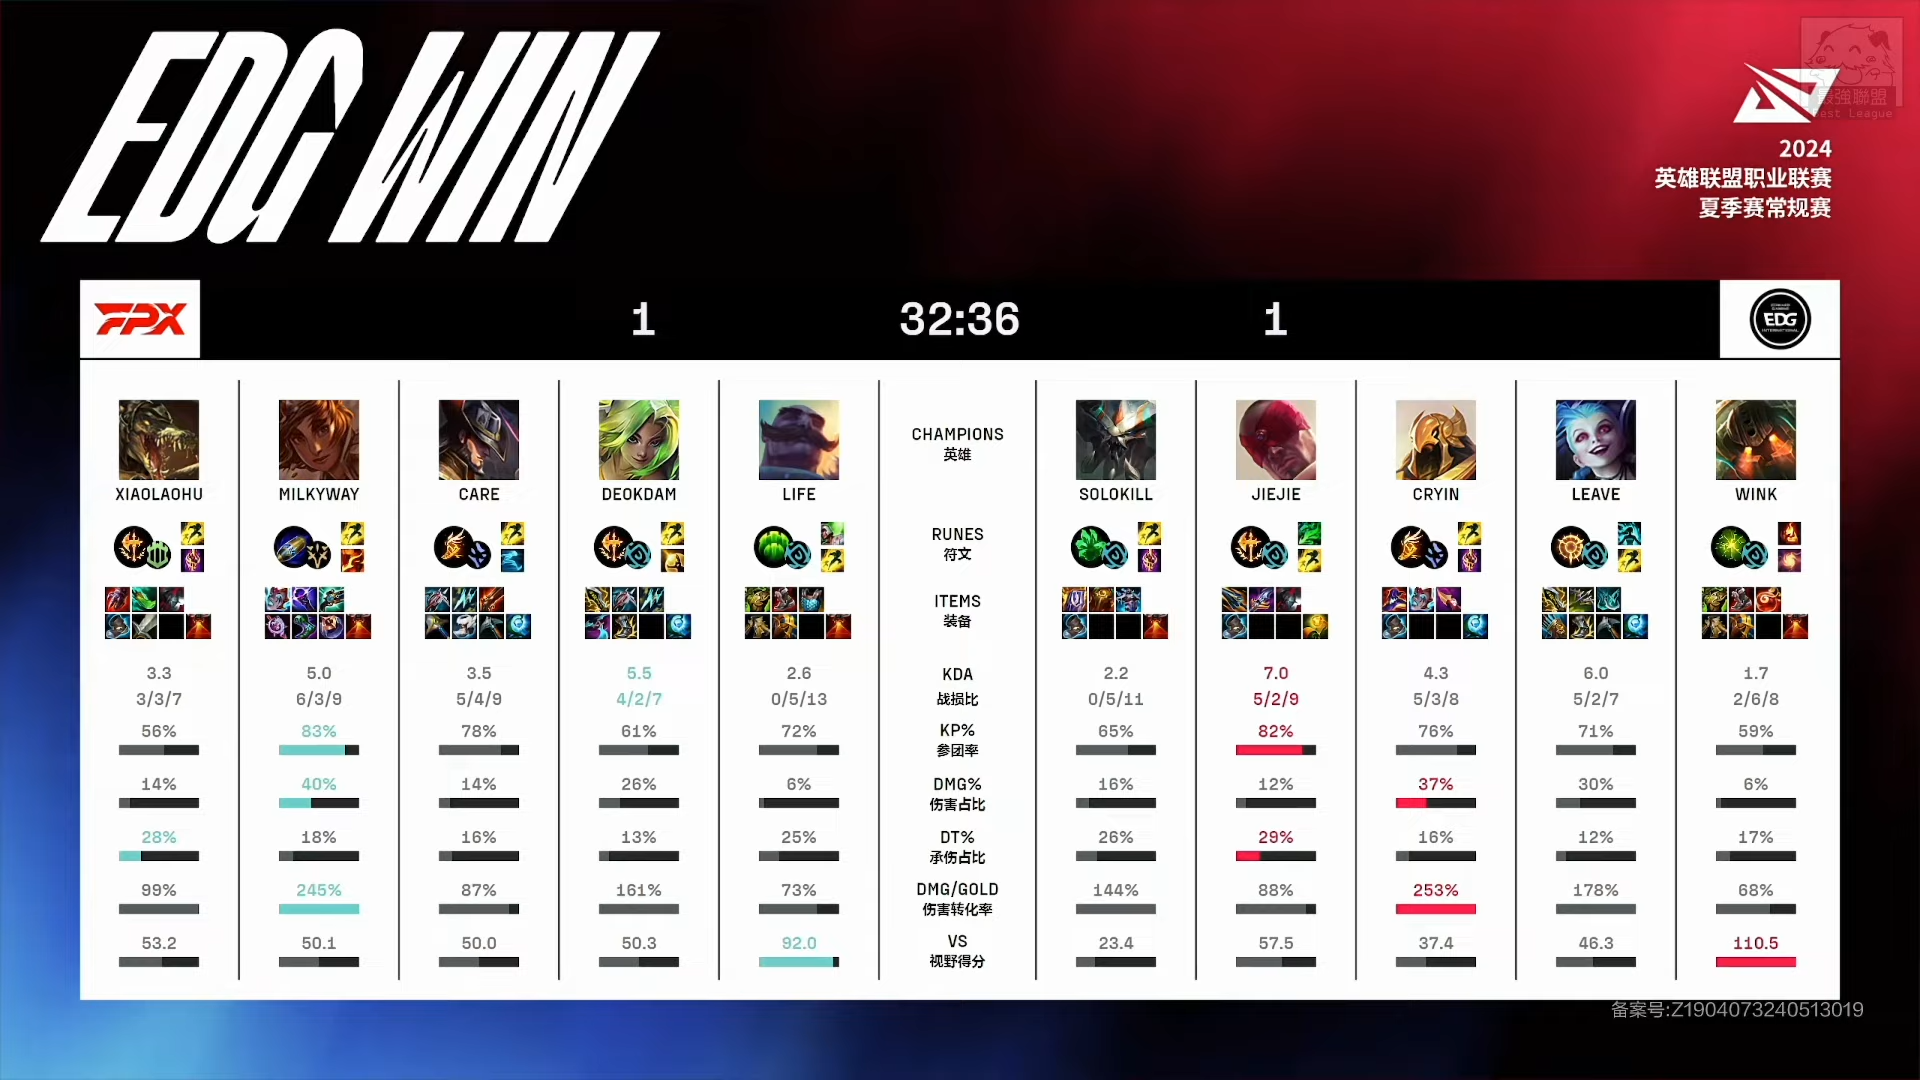 EDG WIN
最強聯盟
Best League
2024
英雄联盟职业联赛
夏季赛常规赛
FPX
1
32:36
1
EDG
CHAMPIONS
英雄
XIAOLAOHU MILKYWAY CARE DEOKDAM LIFE SOLOKILL JIEJIE CRYIN LEAVE WINK
RUNES
符文
ITEMS
装备
3.3 5.0 3.5 5.5 2.6 KDA 2.2 7.0 4.3 6.0 1.7
3/3/7 6/3/9 5/4/9 4/2/7 0/5/13 战损比 0/5/11 5/2/9 5/3/8 5/2/7 2/6/8
56% 83% 78% 61% 72% KP% 65% 82% 76% 71% 59%
参团率
14% 40% 14% 26% 6% DMG% 16% 12% 37% 30% 6%
伤害占比
28% 18% 16% 13% 25% DT% 26% 29% 16% 12% 17%
承伤占比
99% 245% 87% 161% 73% DMG/GOLD 144% 88% 253% 178% 68%
伤害转化率
53.2 50.1 50.0 50.3 92.0 VS 23.4 57.5 37.4 46.3 110.5
视野得分
备案号:Z1904073240513019